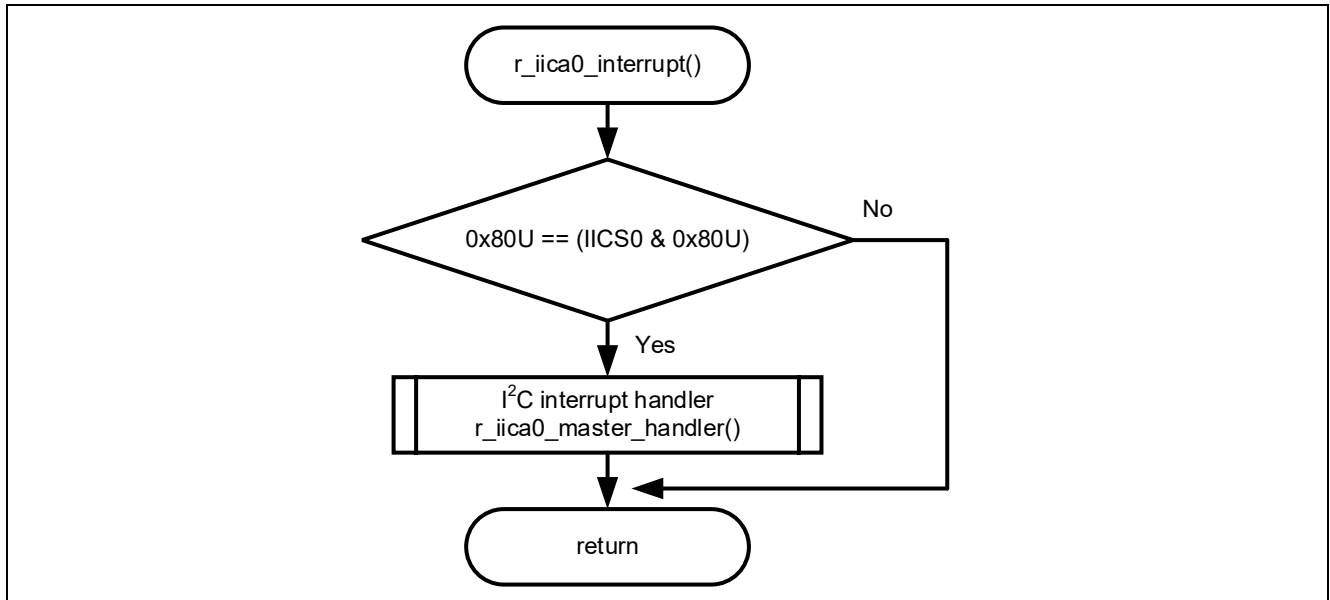 r_iica0_interrupt()
0x80U == (IICS0 & 0x80U)
No
Yes
I²C interrupt handler
r_iica0_master_handler()
return